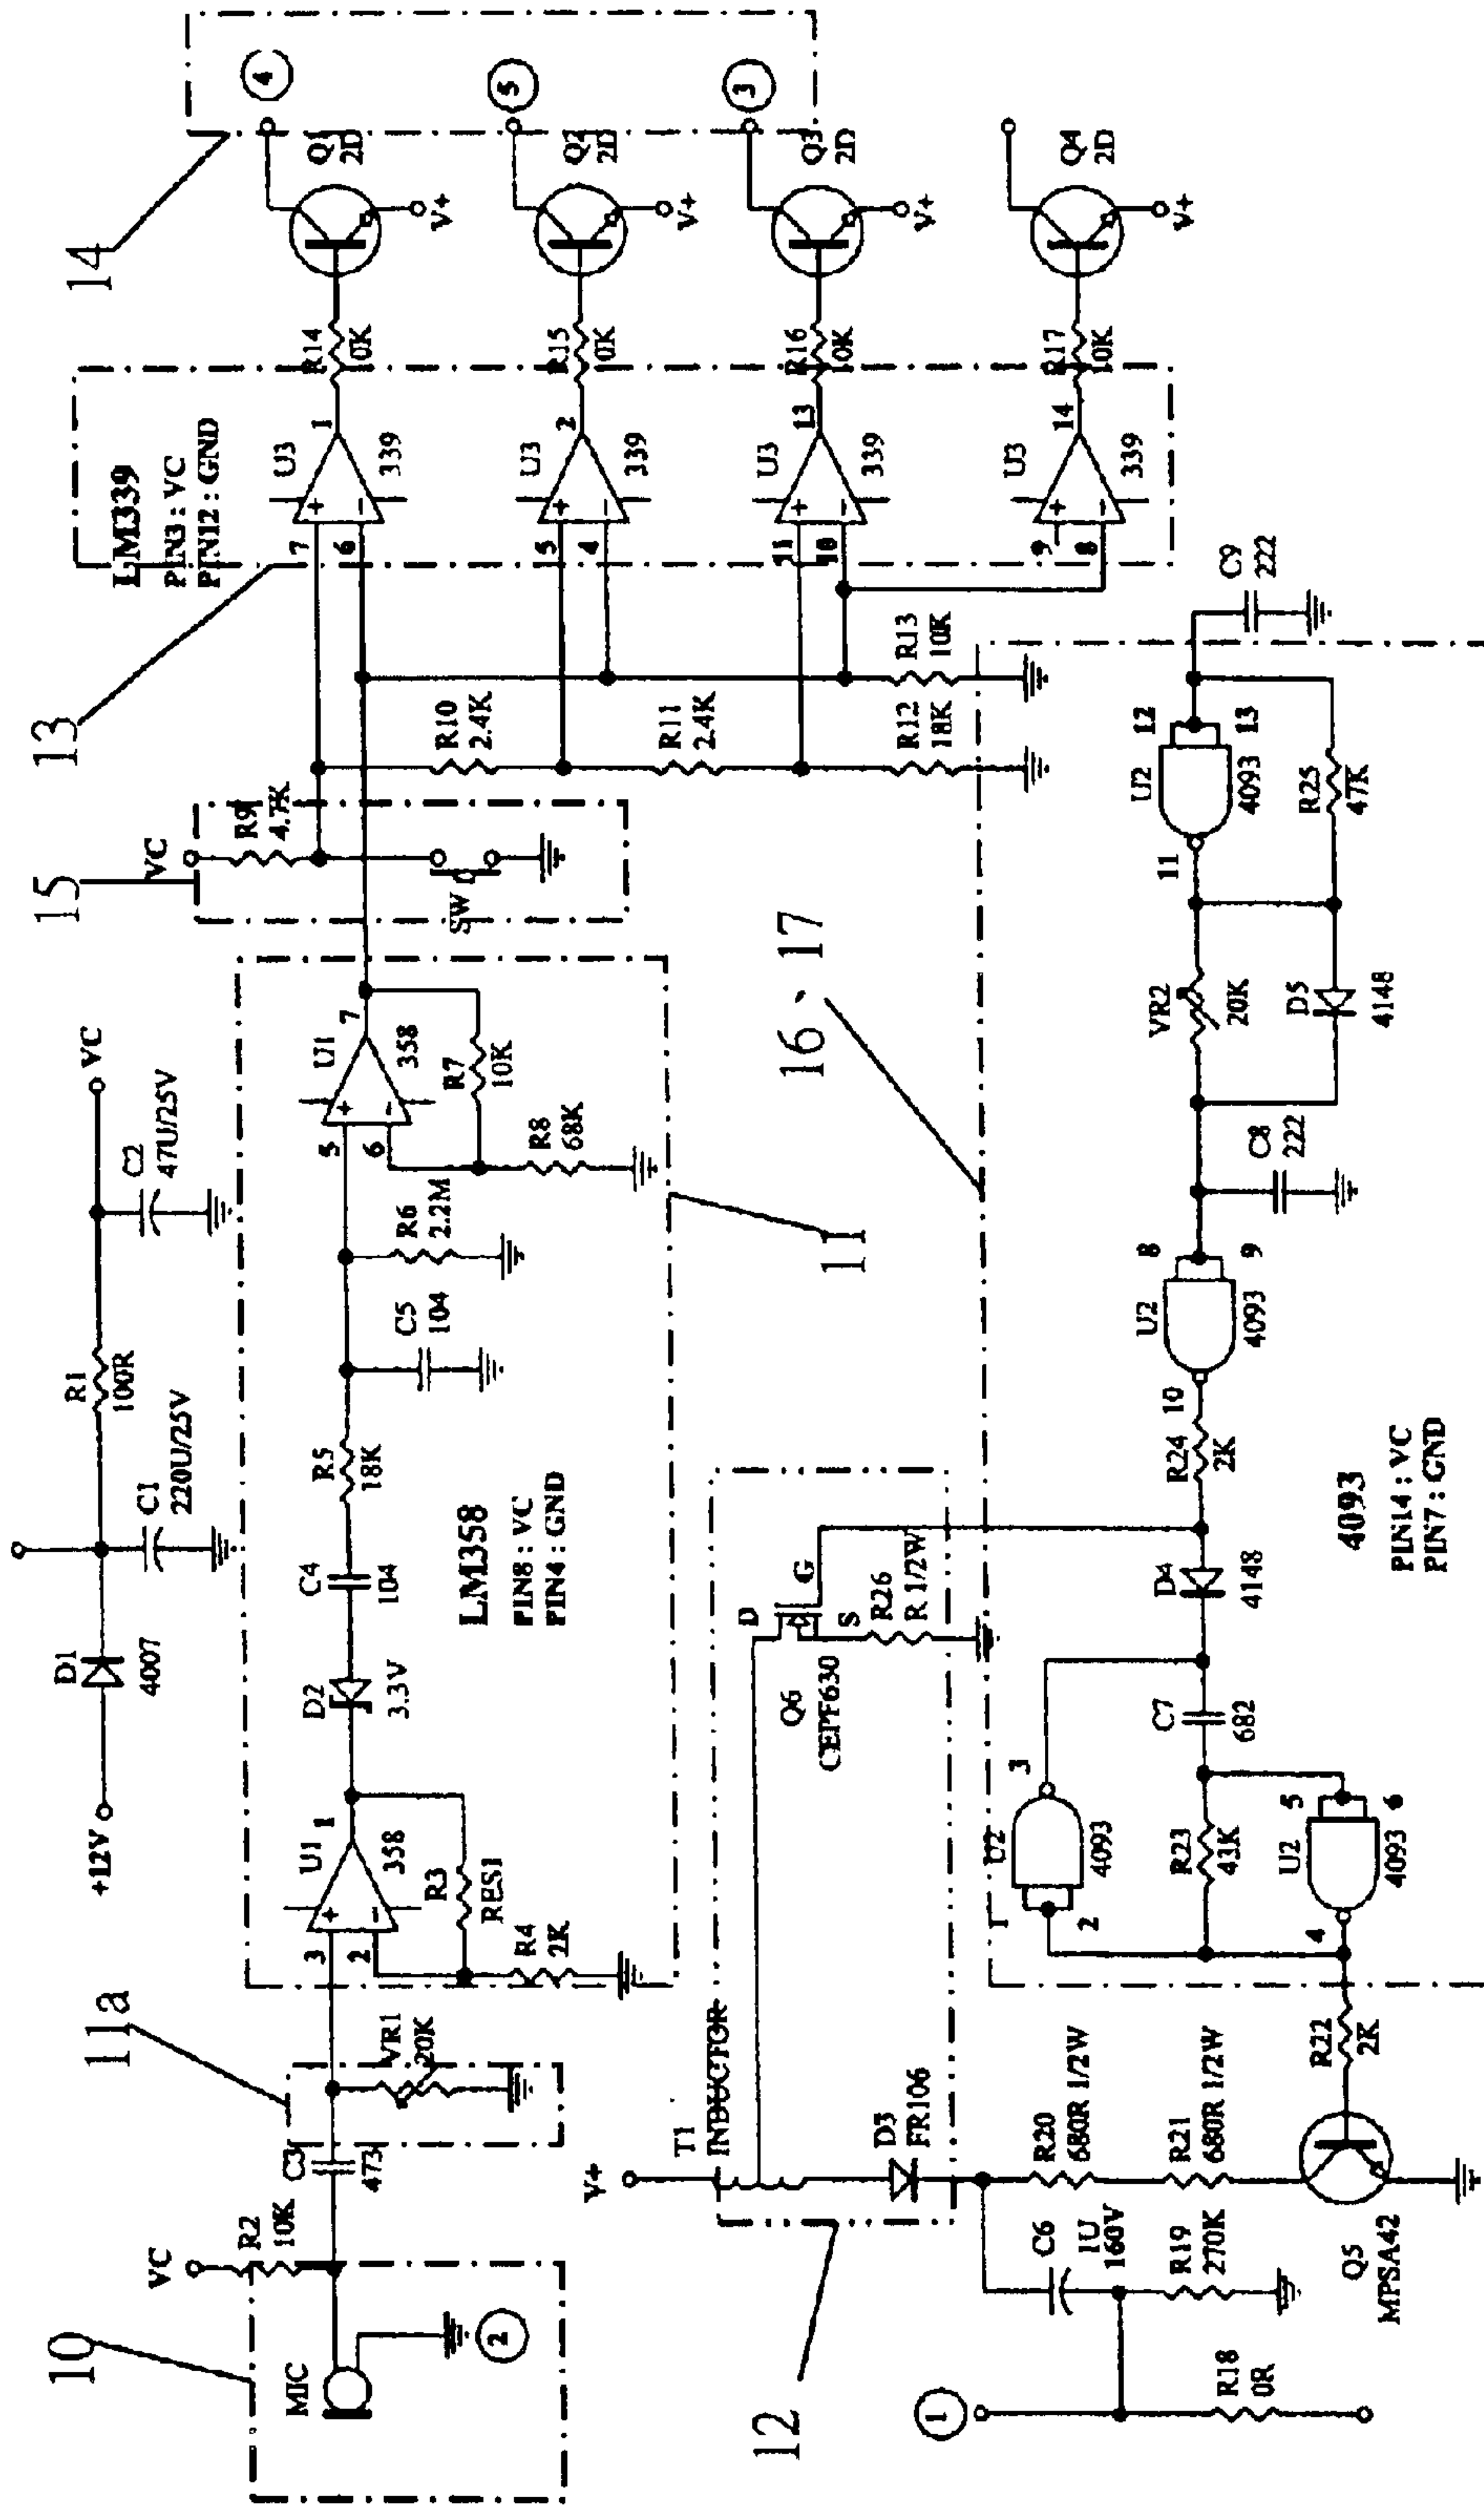 +12V
D1
4007
C1
220U/25V
R1
100R
C2
47U/25V
VC
10
MIC
2
VC
R2
10K
C3
473
11a
VR1
20K
3
2
U1
1
358
R3
RES1
R4
2K
D2
3.3V
C4
104
R5
18K
C5
104
R6
2.2M
5
6
U1
7
358
R7
10K
R8
68K
LM358
PIN8 : VC
PIN4 : GND
11
15
VC
R9
4.7K
SW
R10
2.4K
R11
2.4K
R12
18K
R13
10K
13
LM339
PIN3 : VC
PIN12 : GND
7
6
U3
1
339
5
4
U3
2
339
11
10
U3
13
339
9
8
U3
14
339
R14
10K
R15
10K
R16
10K
R17
10K
14
Q1
2D
V+
4
Q2
2D
V+
5
Q3
2D
V+
3
Q4
2D
V+
12
V+
T1
INDUCTOR
D3
FR106
D
G
S
Q6
CEPF630
R26
R 1/2W
16、17
1
R18
0R
C6
1U
160V
R19
270K
R20
680R 1/2W
R21
680R 1/2W
Q5
MPSA42
R22
2K
1
2
U2
3
4093
R23
43K
4
U2
5
6
4093
C7
682
D4
4148
R24
2K
10
U2
8
9
4093
C8
222
VR2
20K
D5
4148
11
U2
12
13
4093
R25
47K
C9
222
4093
PIN14 : VC
PIN7 : GND